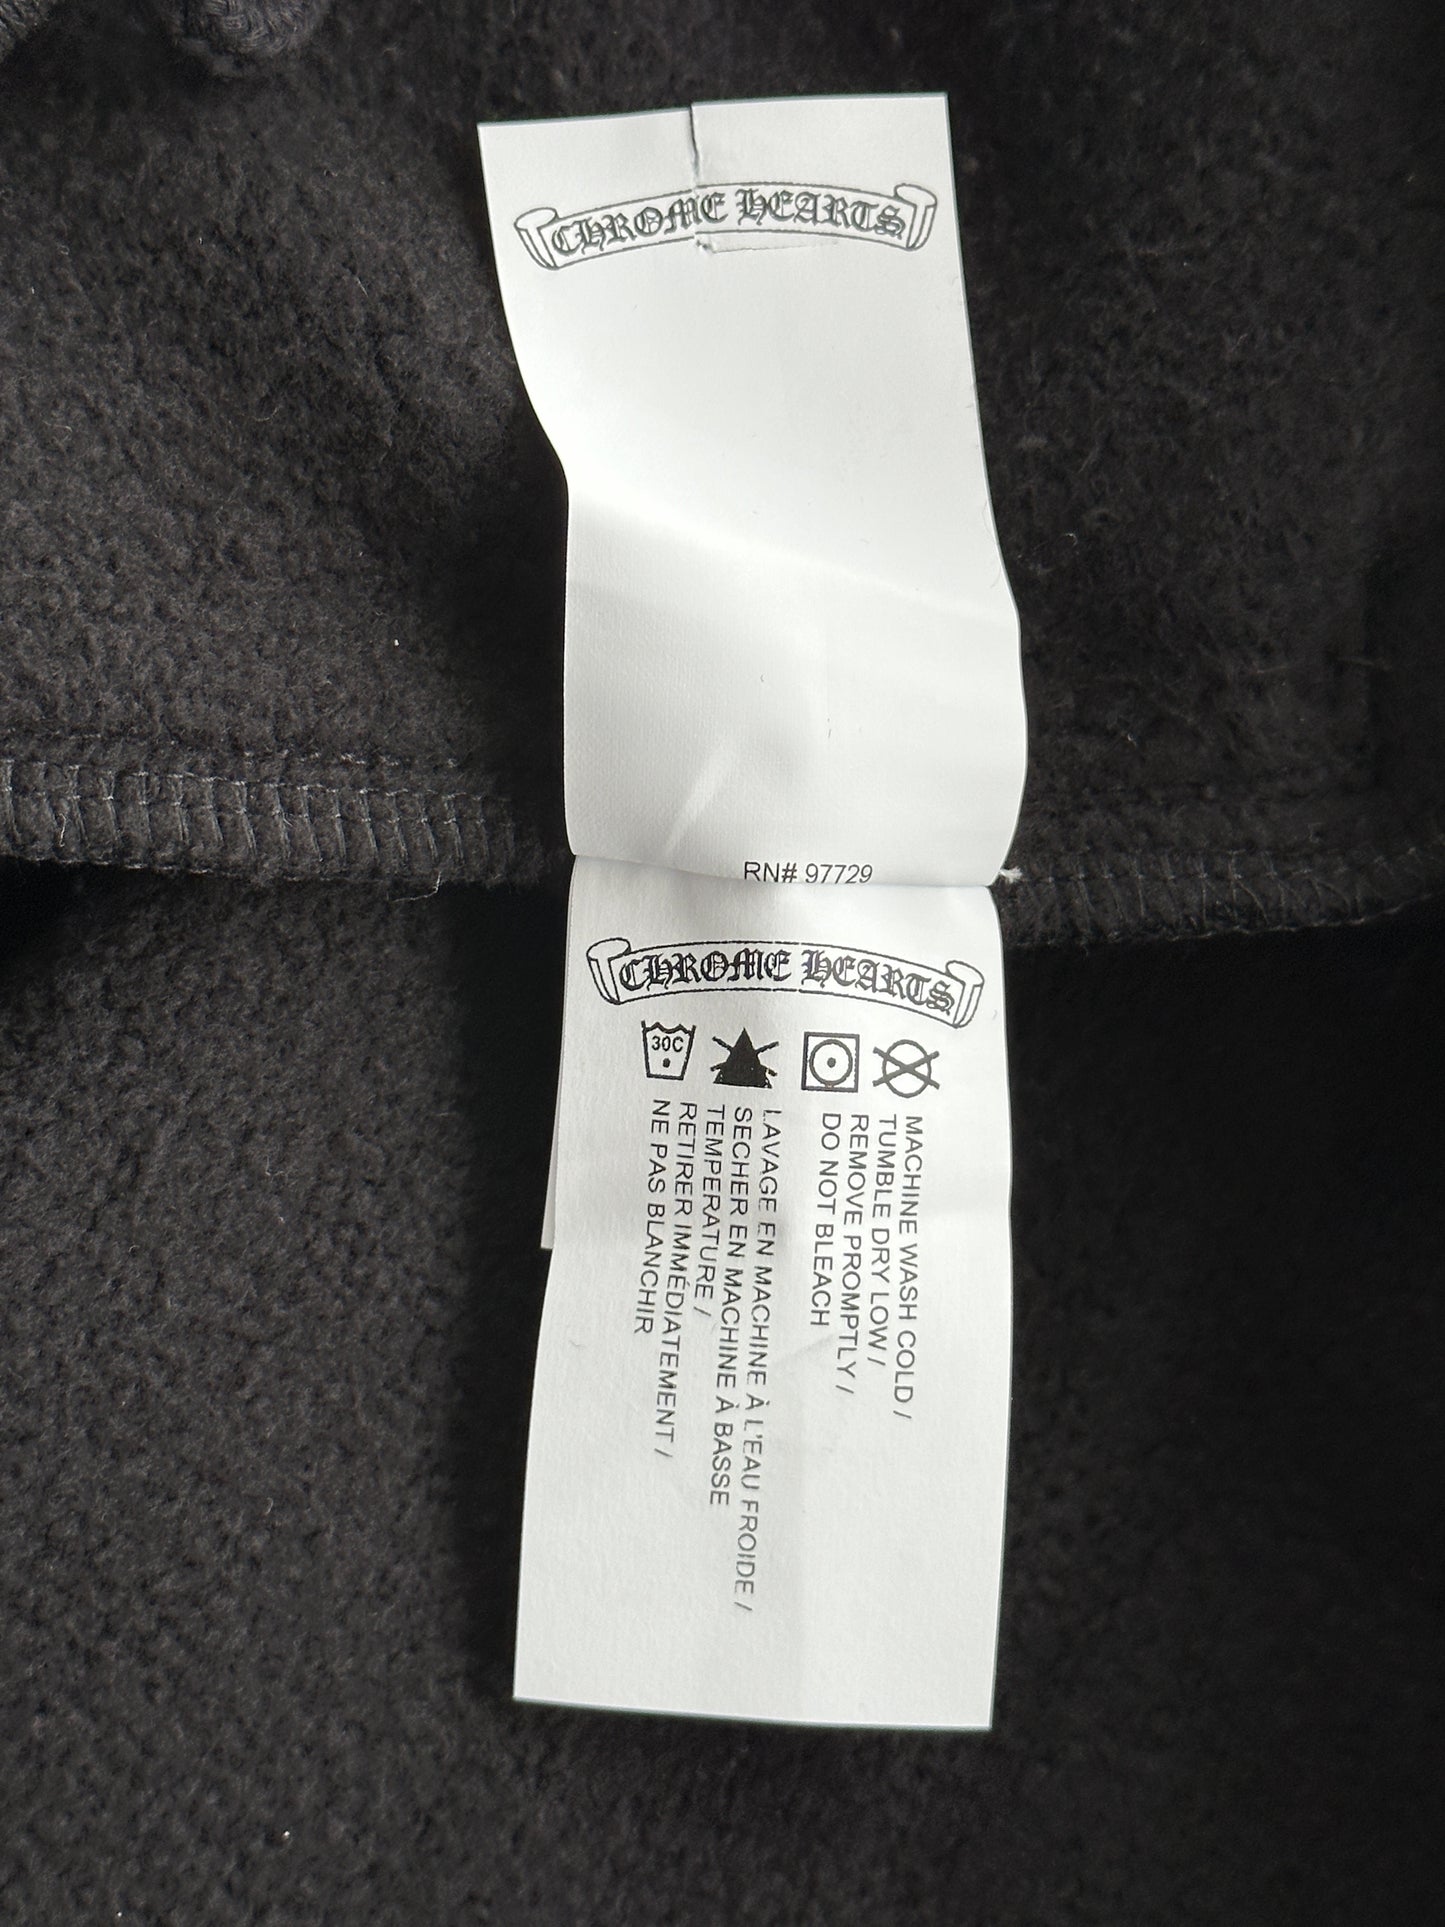 CHROME HEARTS
RN# 97729
CHROME HEARTS
30C
MACHINE WASH COLD /
TUMBLE DRY LOW /
REMOVE PROMPTLY /
DO NOT BLEACH
LAVAGE EN MACHINE À L'EAU FROIDE /
SECHER EN MACHINE À BASSE
TEMPERATURE /
RETIRER IMMÉDIATEMENT /
NE PAS BLANCHIR